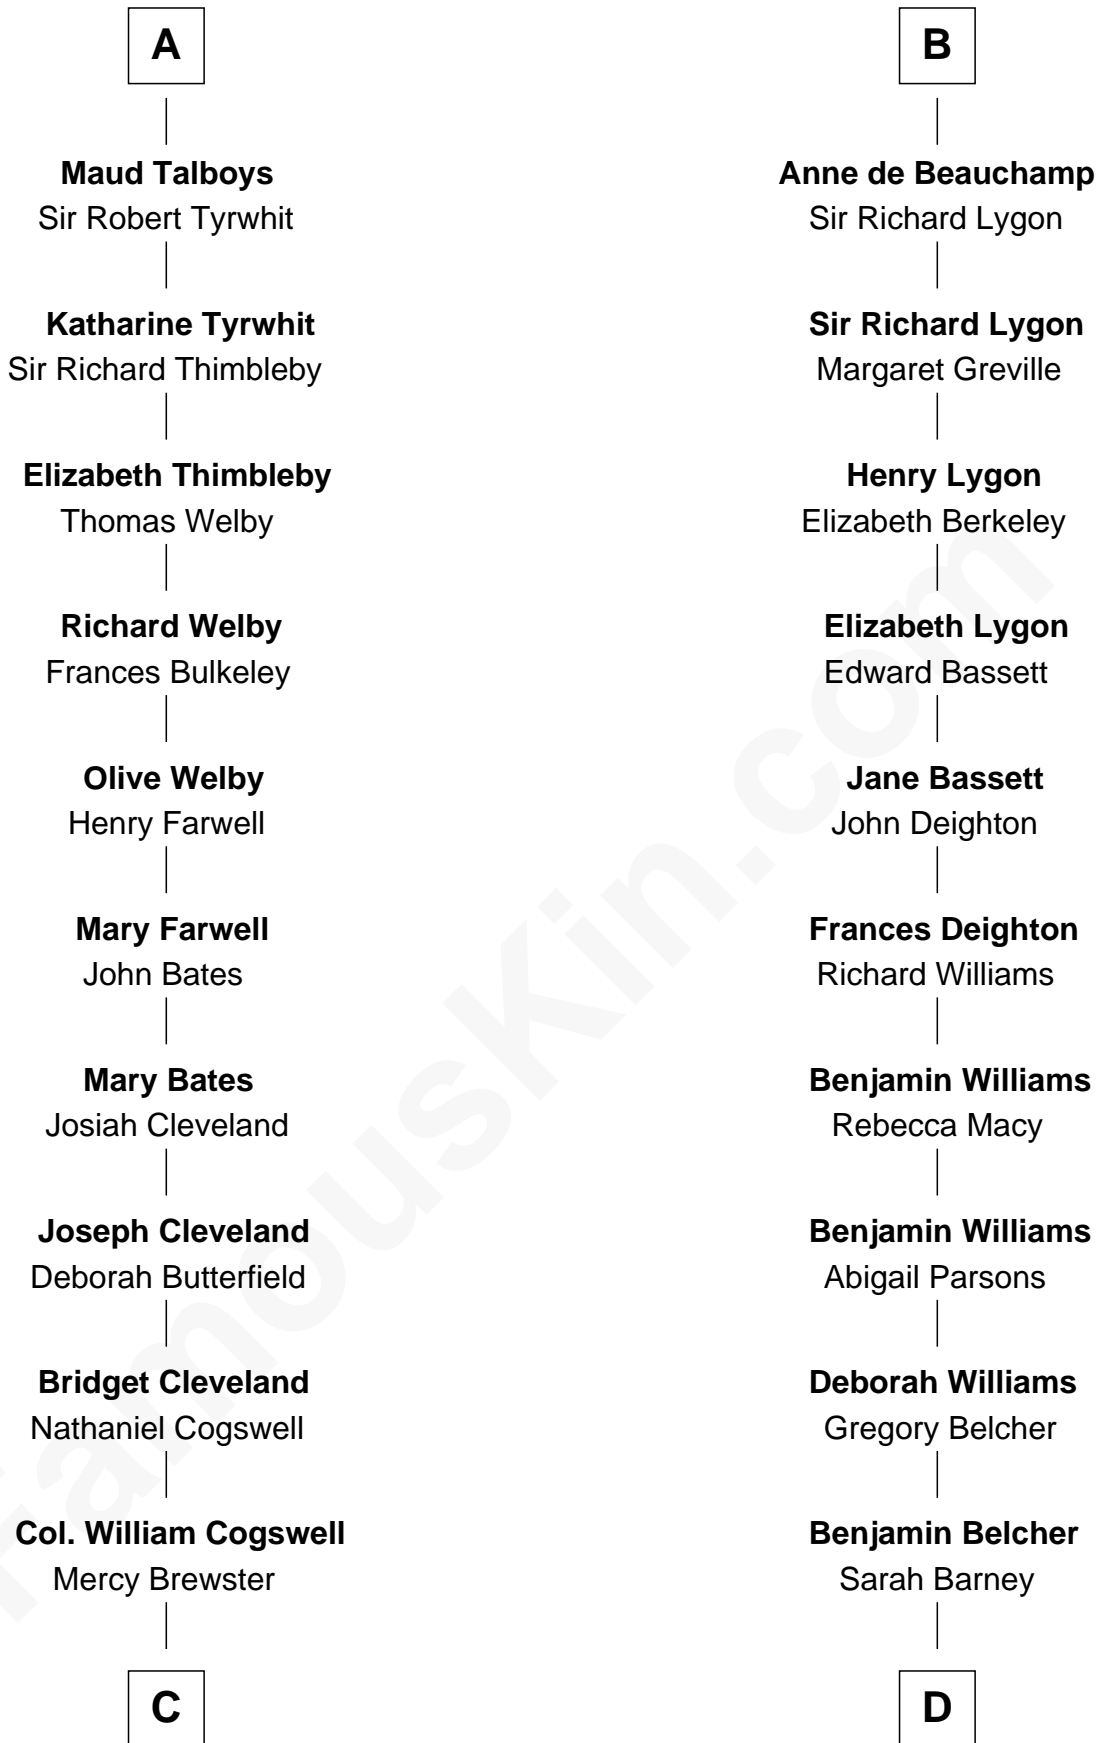 A
Maud Talboys
Sir Robert Tyrwhit
Katharine Tyrwhit
Sir Richard Thimbleby
Elizabeth Thimbleby
Thomas Welby
Richard Welby
Frances Bulkeley
Olive Welby
Henry Farwell
Mary Farwell
John Bates
Mary Bates
Josiah Cleveland
Joseph Cleveland
Deborah Butterfield
Bridget Cleveland
Nathaniel Cogswell
Col. William Cogswell
Mercy Brewster
C
B
Anne de Beauchamp
Sir Richard Lygon
Sir Richard Lygon
Margaret Greville
Henry Lygon
Elizabeth Berkeley
Elizabeth Lygon
Edward Bassett
Jane Bassett
John Deighton
Frances Deighton
Richard Williams
Benjamin Williams
Rebecca Macy
Benjamin Williams
Abigail Parsons
Deborah Williams
Gregory Belcher
Benjamin Belcher
Sarah Barney
D
FamousKin.com